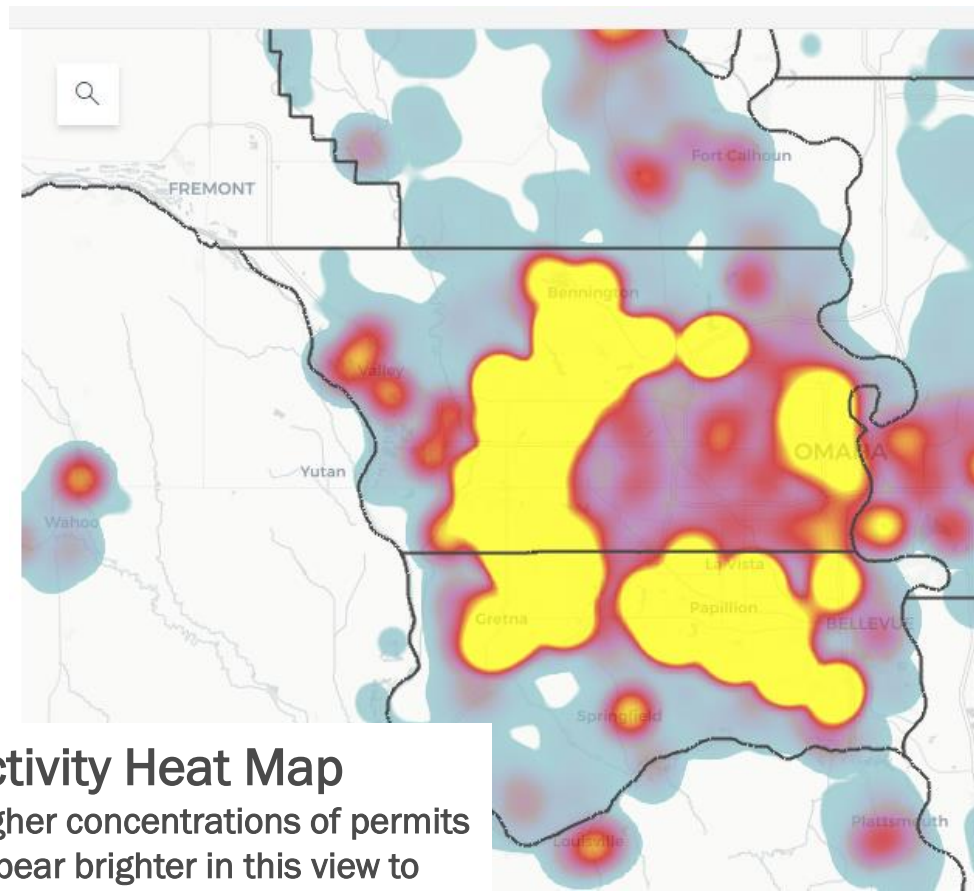 Fort Calhoun
FREMONT
Bennington
Valley
OMAHA
Yutan
Wahoo
La Vista
Papillion
Gretna
BELLEVUE
Springfield
ctivity Heat Map
gher concentrations of permits
pear brighter in this view to
Plattsmouth
Louisville